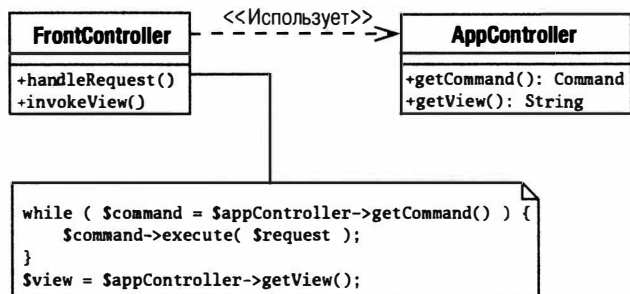 <<Использует>>
FrontController
+handleRequest()
+invokeView()
AppController
+getCommand(): Command
+getView(): String
while ( $command = $appController->getCommand() ) {
$command->execute( $request );
}
$view = $appController->getView();